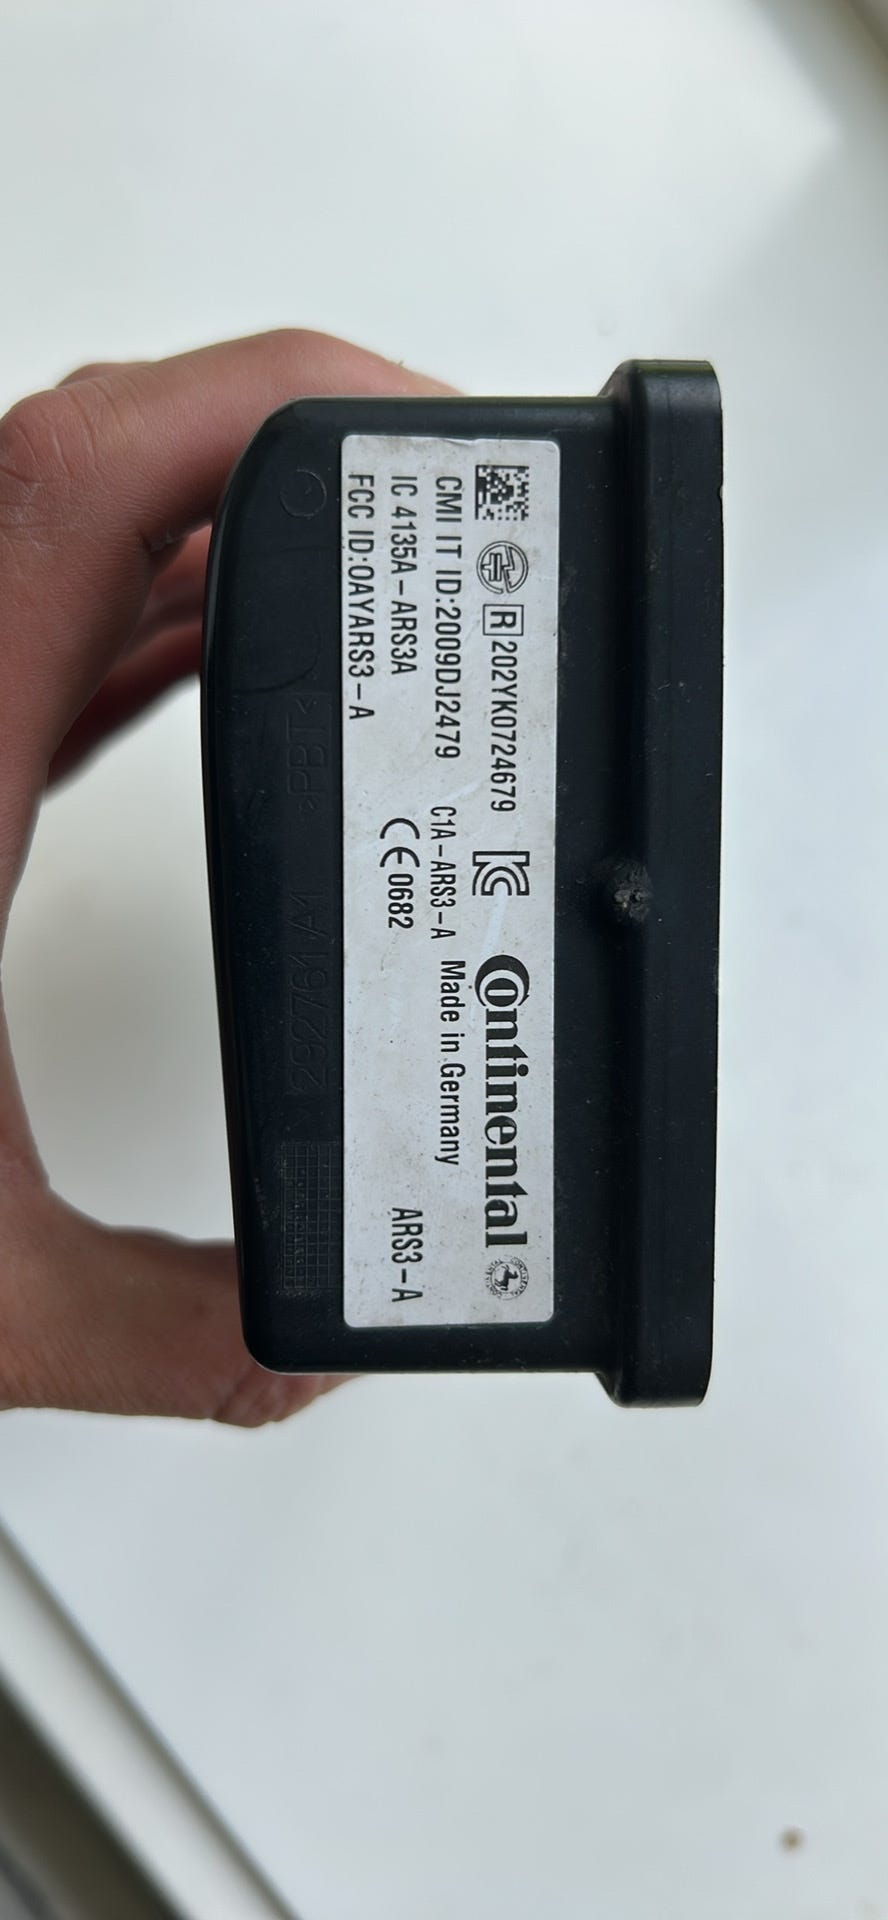 R 202YK0724679
Continental
CMI IT ID:2009DJ2479
C1A-ARS3-A Made in Germany
IC 4135A-ARS3A
CE 0682
ARS3-A
FCC ID:OAYARS3-A
>PBT<